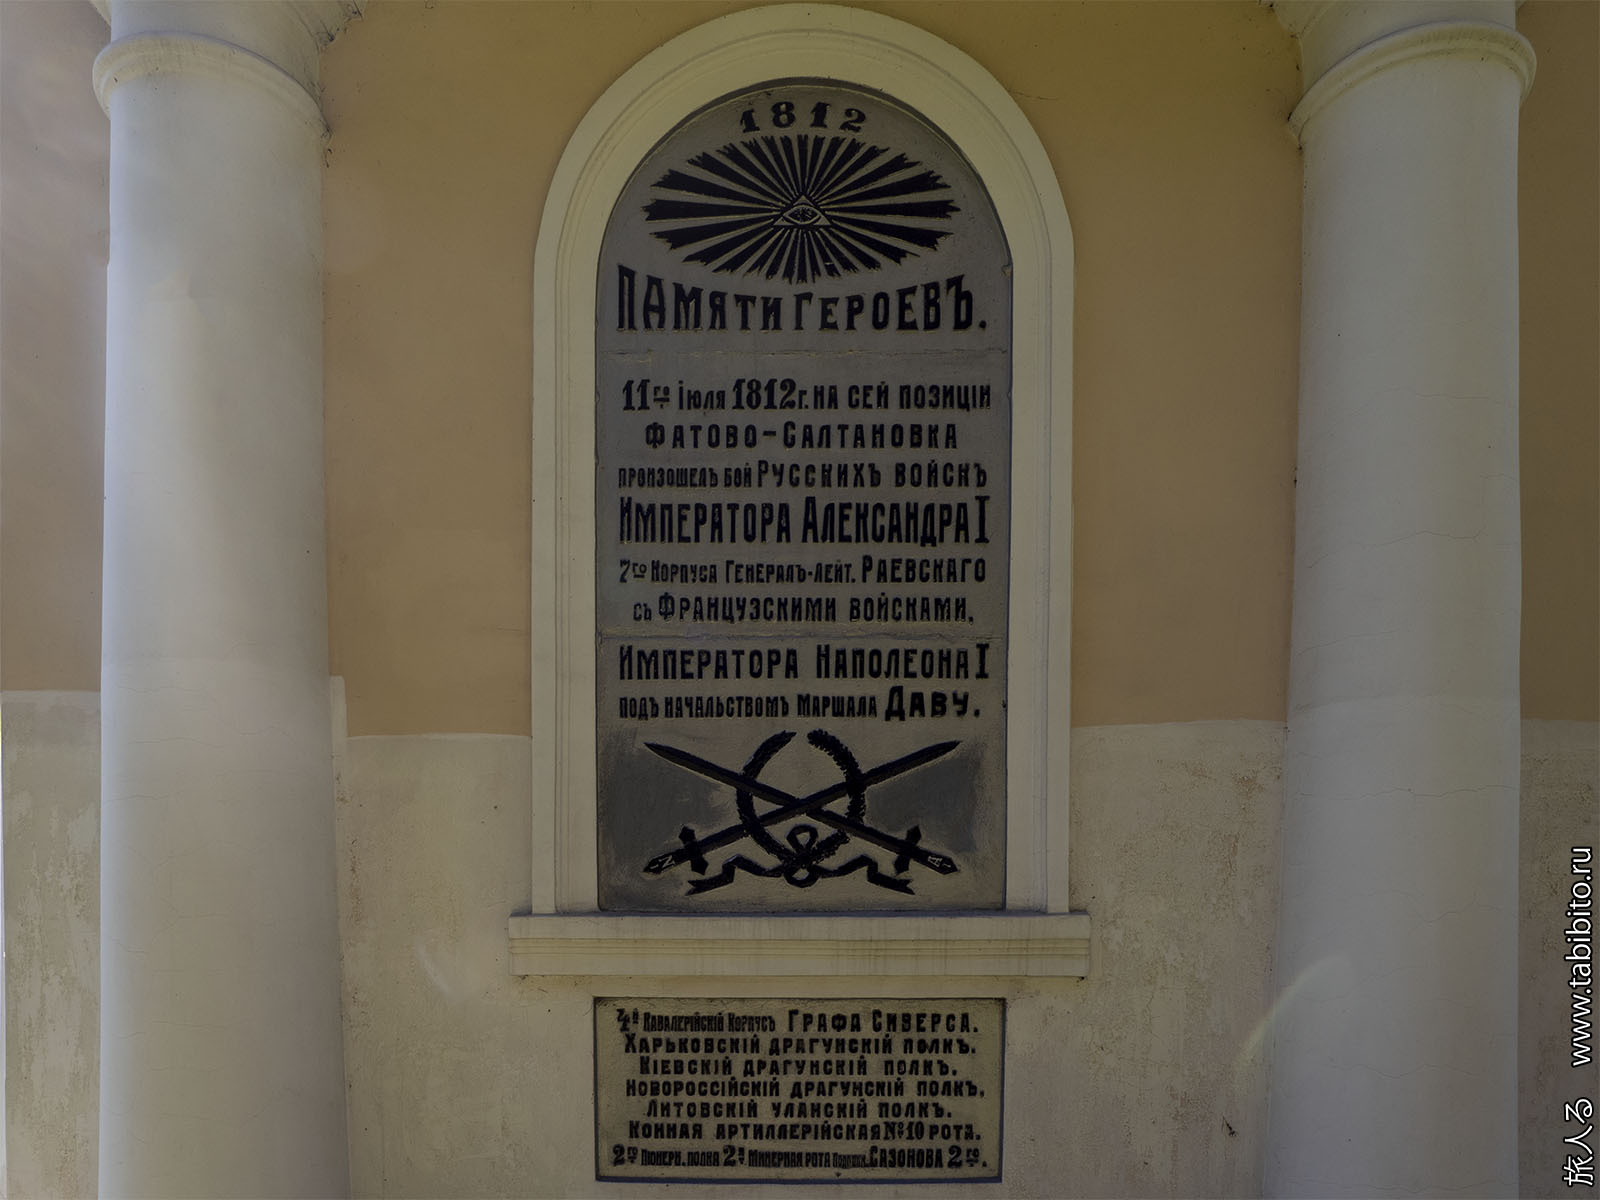 1812
ПАМЯТИ ГЕРОЕВЪ.
11го іюля 1812 г. на сей позиціи
Фатово-Салтановка
произошелъ бой Русскихъ войскъ
Императора Александра I
7го Корпуса Генералъ-лейт. Раевскаго
съ Французскими войсками,
Императора Наполеона I
подъ начальствомъ Маршала Даву.
N A
4й Кавалерійскій Корпусъ Графа Сиверса.
Харьковскій драгунскій полкъ.
Кіевскій драгунскій полкъ.
Новороссійскій драгунскій полкъ.
Литовскій уланскій полкъ.
Конная артиллерійская №10 рота.
2го Піонерн. полка 2я Минерная рота Сазонова 2го.
旅人る www.tabibito.ru